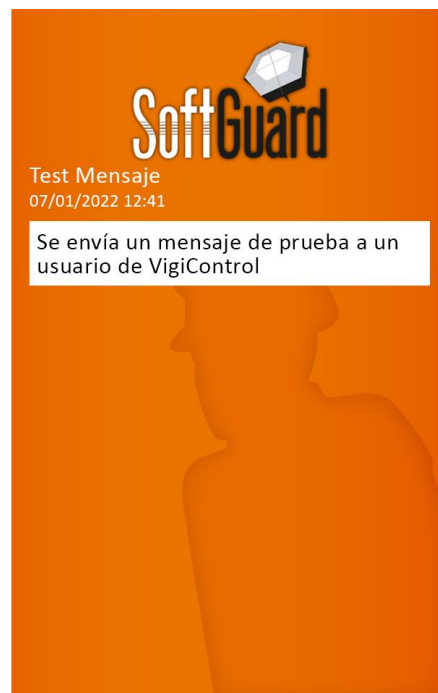 SoftGuard
Test Mensaje
07/01/2022 12:41
Se envía un mensaje de prueba a un
usuario de VigiControl